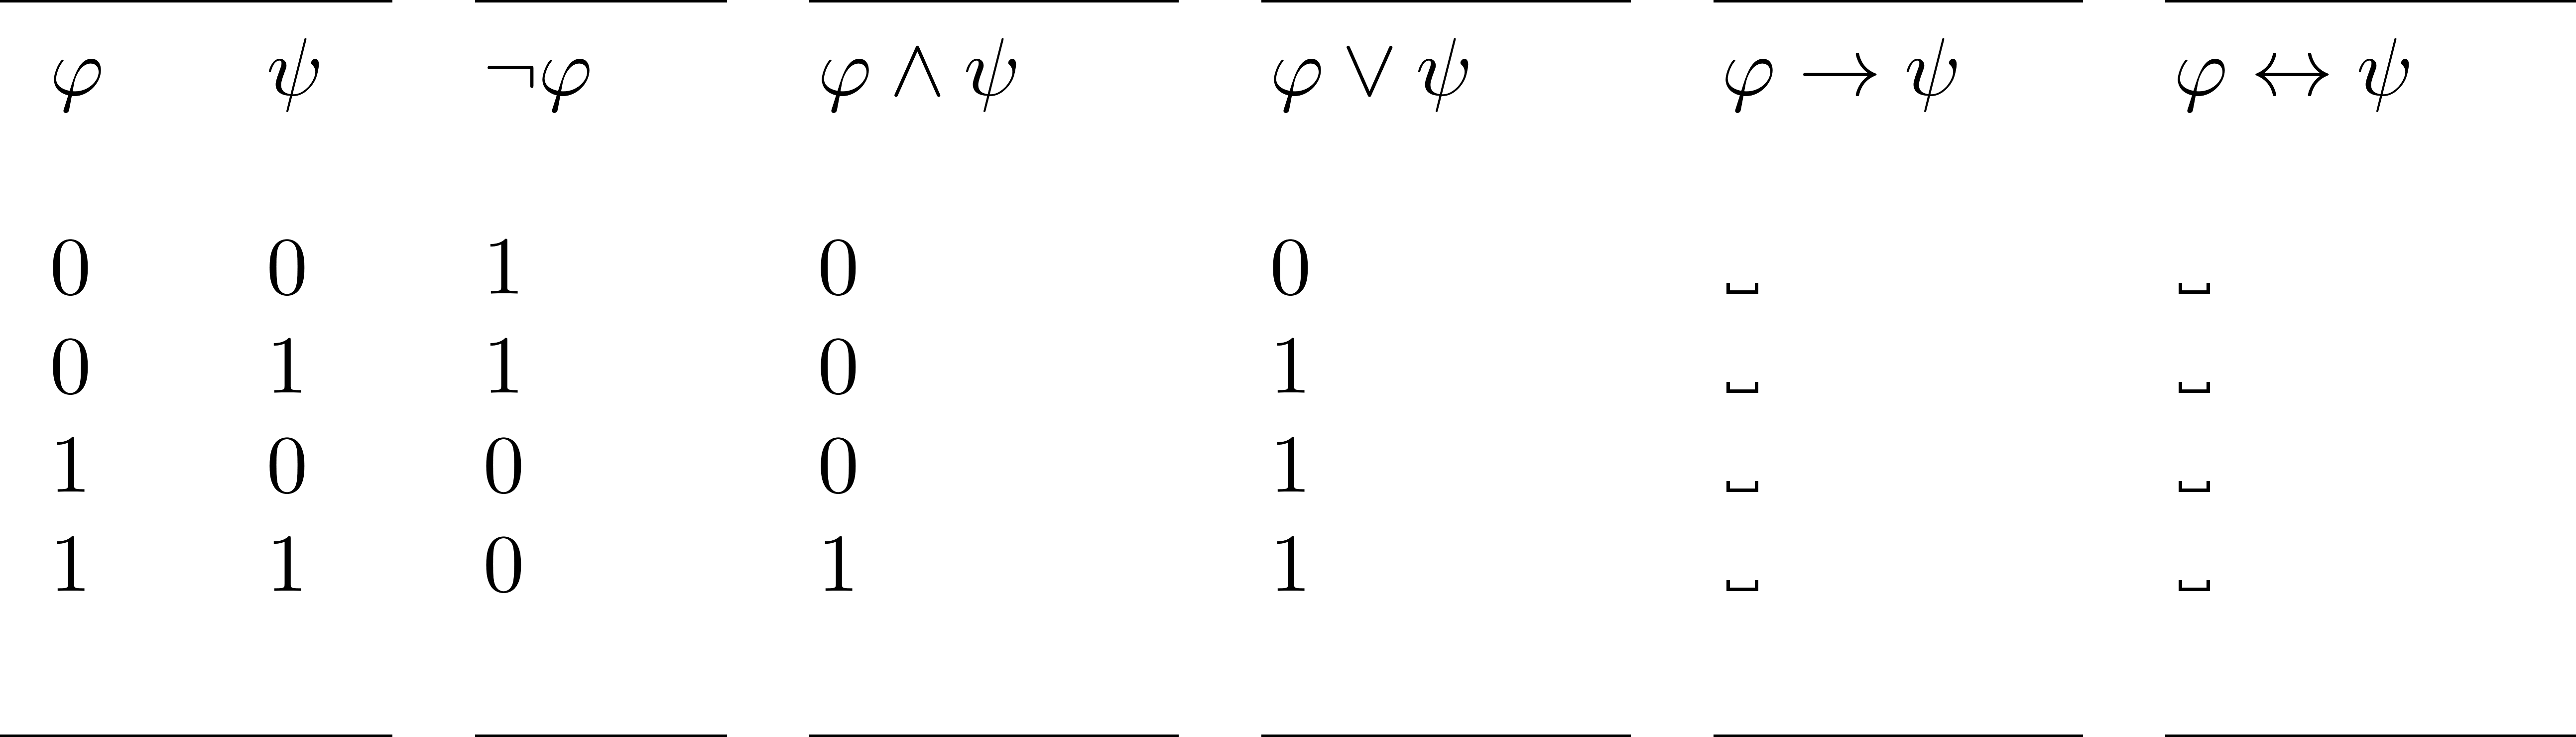 φ ψ ¬φ φ ∧ ψ φ ∨ ψ φ → ψ φ ↔ ψ
0 0 1 0 0 ␣ ␣
0 1 1 0 1 ␣ ␣
1 0 0 0 1 ␣ ␣
1 1 0 1 1 ␣ ␣